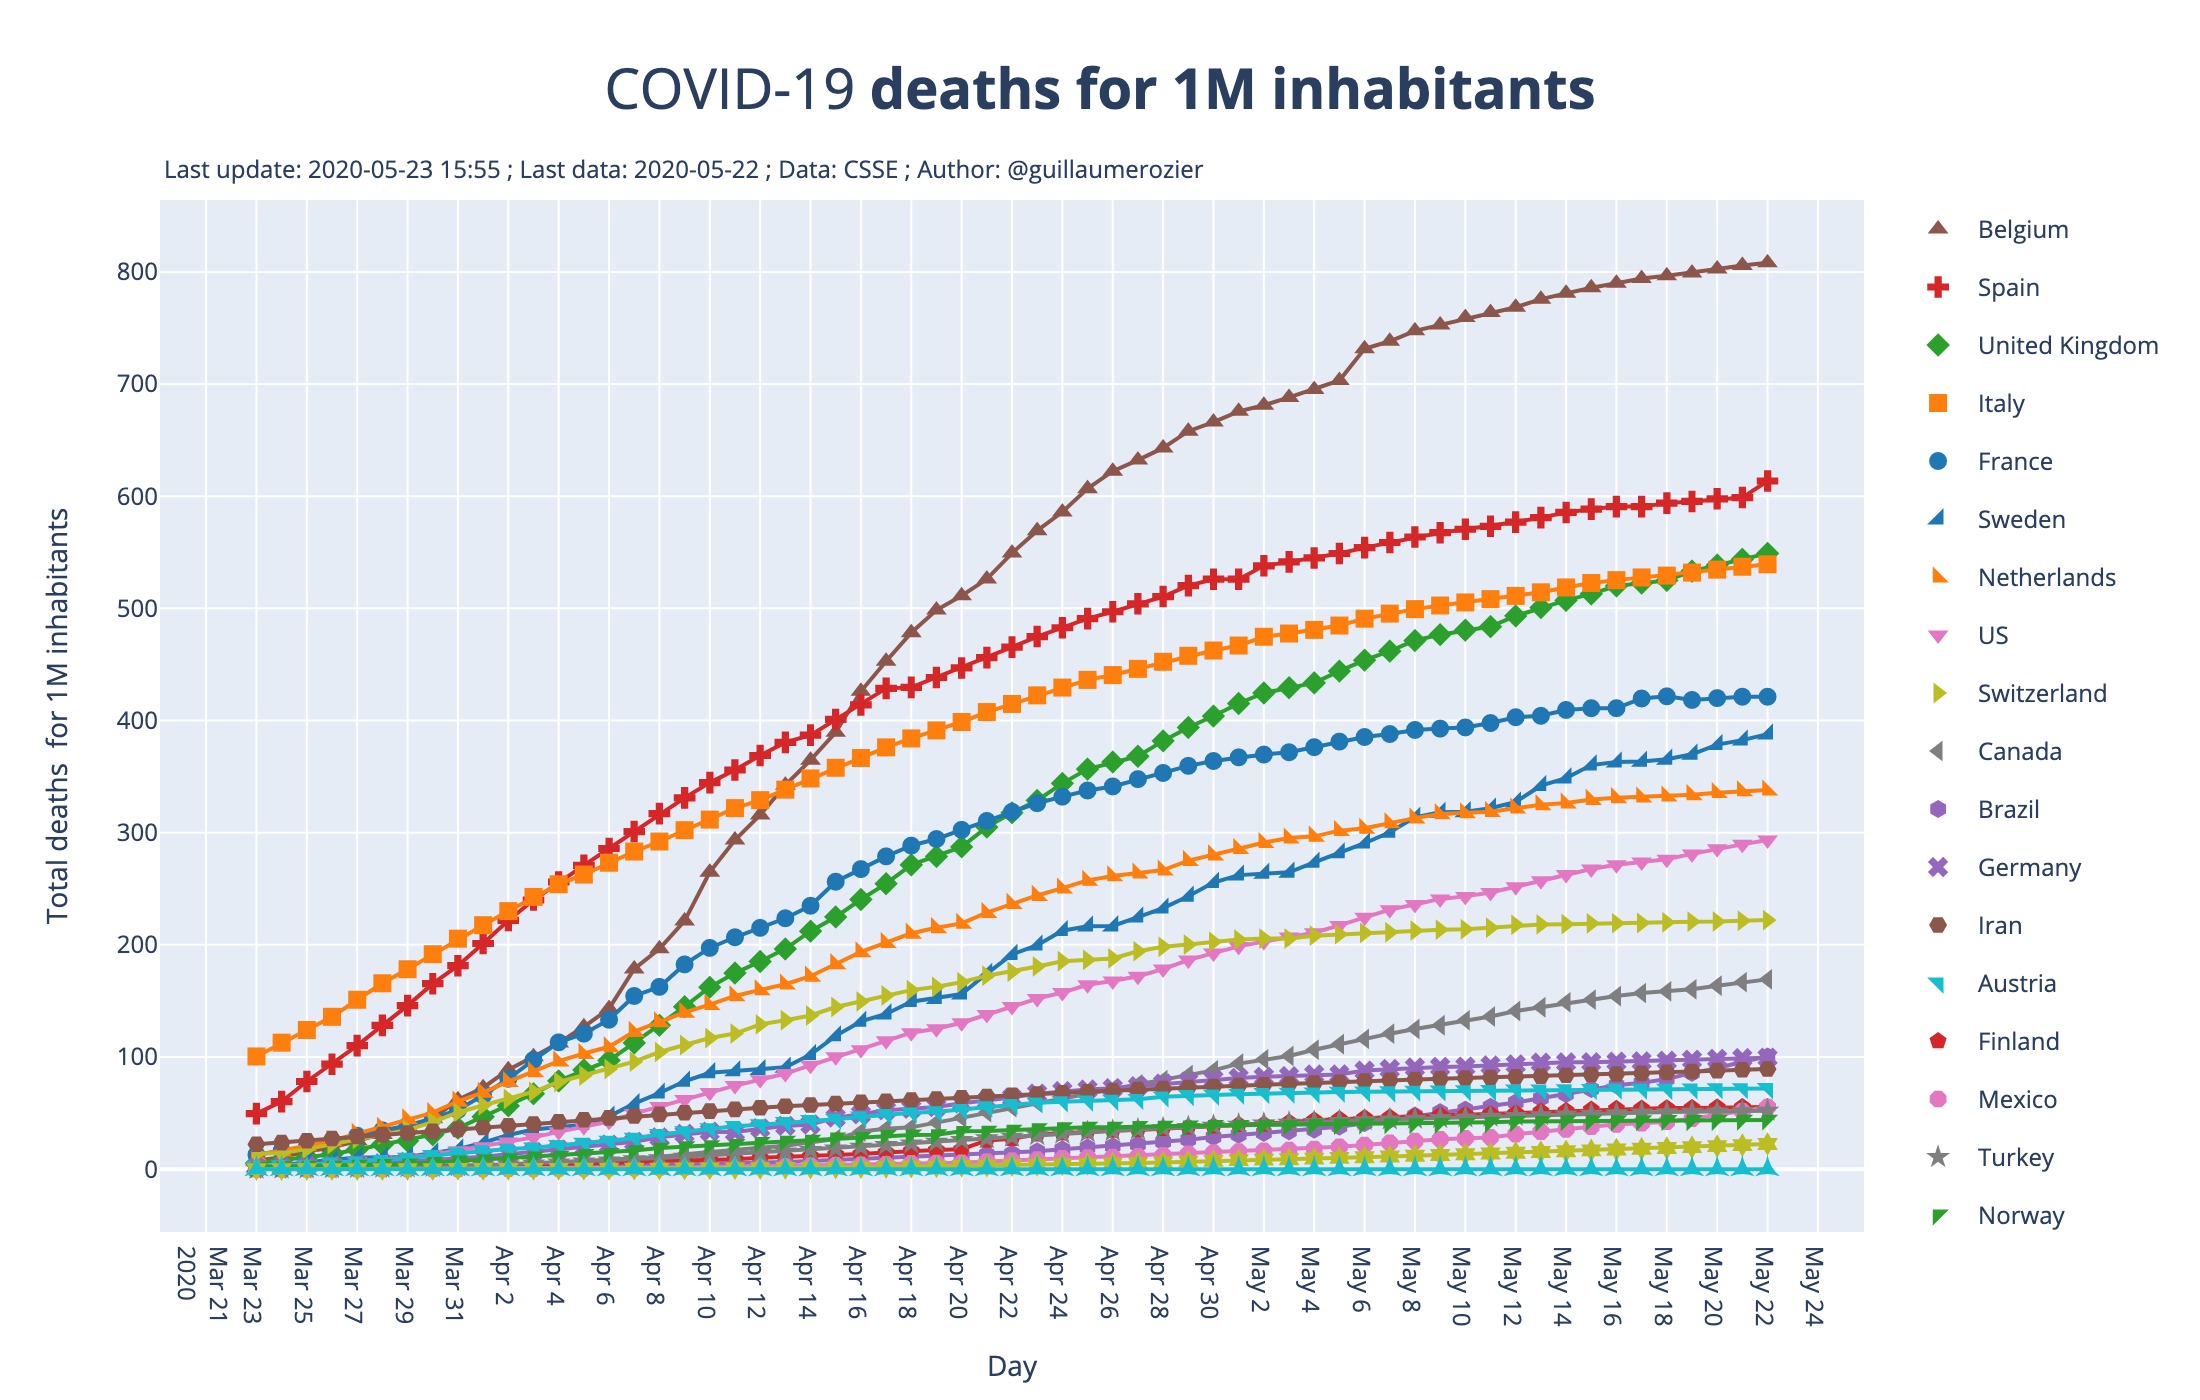 COVID-19 deaths for 1M inhabitants
Last update: 2020-05-23 15:55 ; Last data: 2020-05-22 ; Data: CSSE ; Author: @guillaumerozier
Total deaths for 1M inhabitants
800
700
600
500
400
300
200
100
0
Mar 21
2020
Mar 23
Mar 25
Mar 27
Mar 29
Mar 31
Apr 2
Apr 4
Apr 6
Apr 8
Apr 10
Apr 12
Apr 14
Apr 16
Apr 18
Apr 20
Apr 22
Apr 24
Apr 26
Apr 28
Apr 30
May 2
May 4
May 6
May 8
May 10
May 12
May 14
May 16
May 18
May 20
May 22
May 24
Day
Belgium
Spain
United Kingdom
Italy
France
Sweden
Netherlands
US
Switzerland
Canada
Brazil
Germany
Iran
Austria
Finland
Mexico
Turkey
Norway